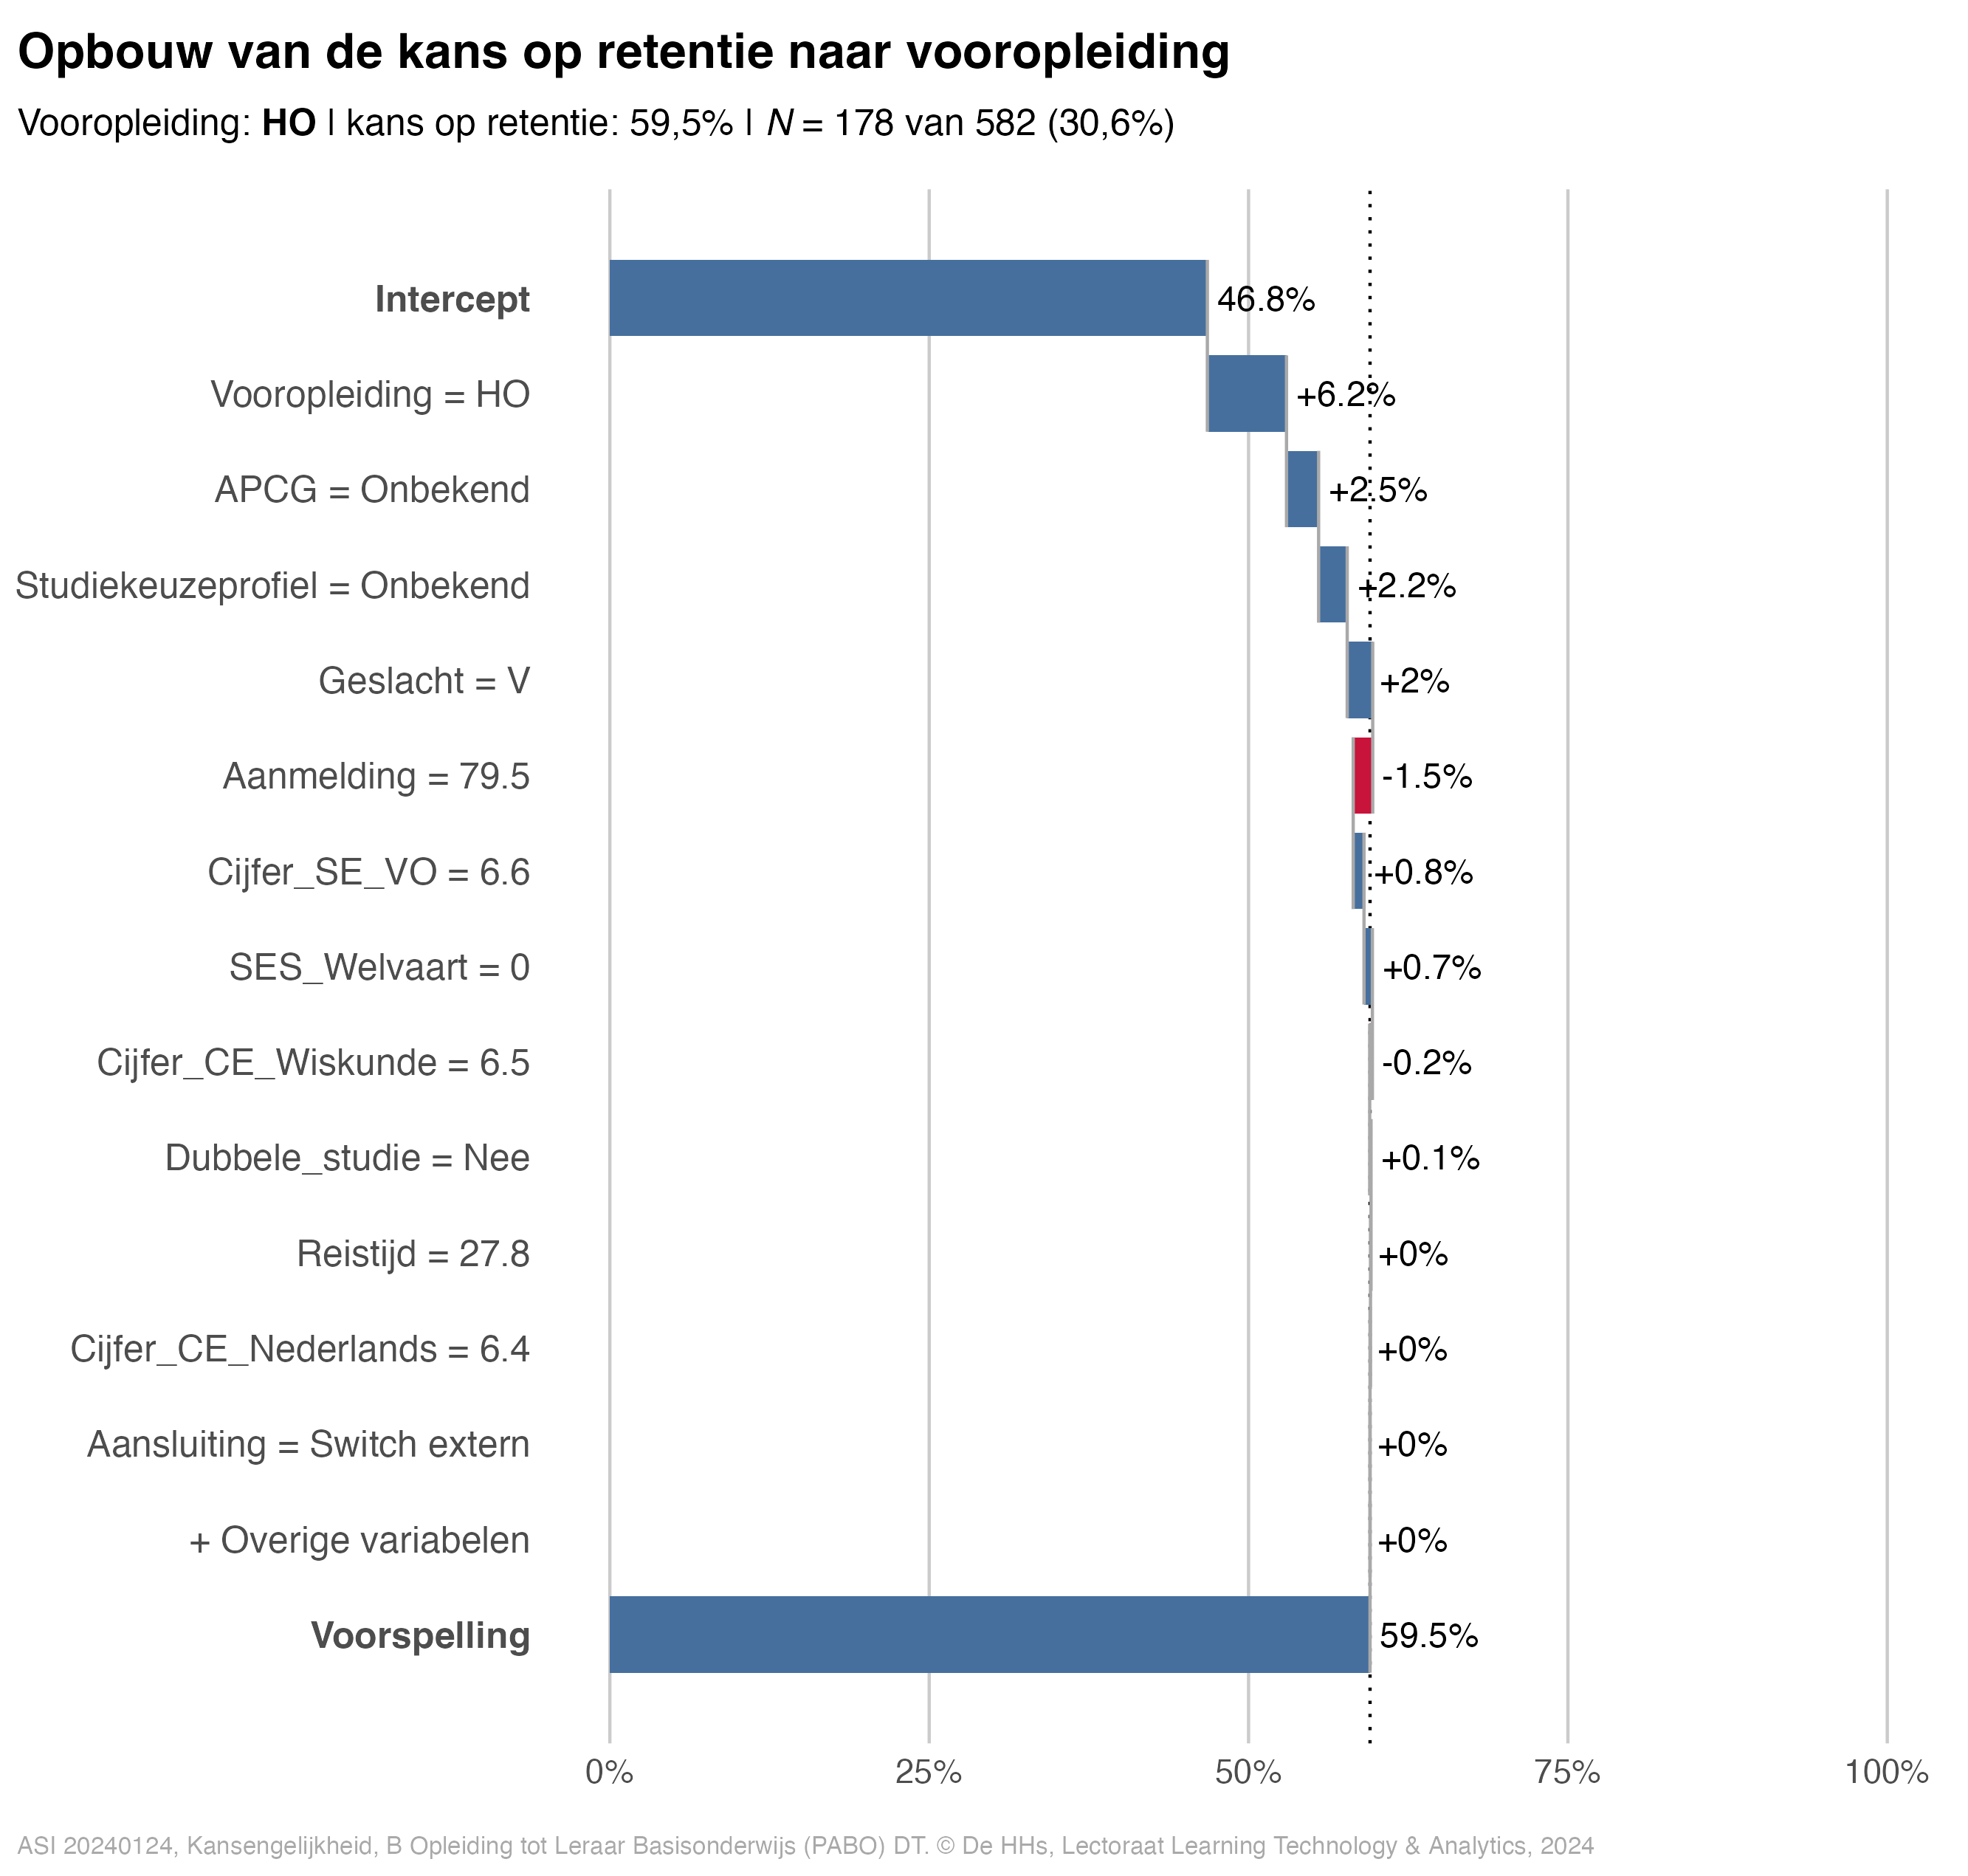 Opbouw van de kans op retentie naar vooropleiding
Vooropleiding: HO | kans op retentie: 59,5% | N = 178 van 582 (30,6%)
Intercept 46.8%
Vooropleiding = HO +6.2%
APCG = Onbekend +2.5%
Studiekeuzeprofiel = Onbekend +2.2%
Geslacht = V +2%
Aanmelding = 79.5 -1.5%
Cijfer_SE_VO = 6.6 +0.8%
SES_Welvaart = 0 +0.7%
Cijfer_CE_Wiskunde = 6.5 -0.2%
Dubbele_studie = Nee +0.1%
Reistijd = 27.8 +0%
Cijfer_CE_Nederlands = 6.4 +0%
Aansluiting = Switch extern +0%
+ Overige variabelen +0%
Voorspelling 59.5%
0% 25% 50% 75% 100%
ASI 20240124, Kansengelijkheid, B Opleiding tot Leraar Basisonderwijs (PABO) DT. © De HHs, Lectoraat Learning Technology & Analytics, 2024